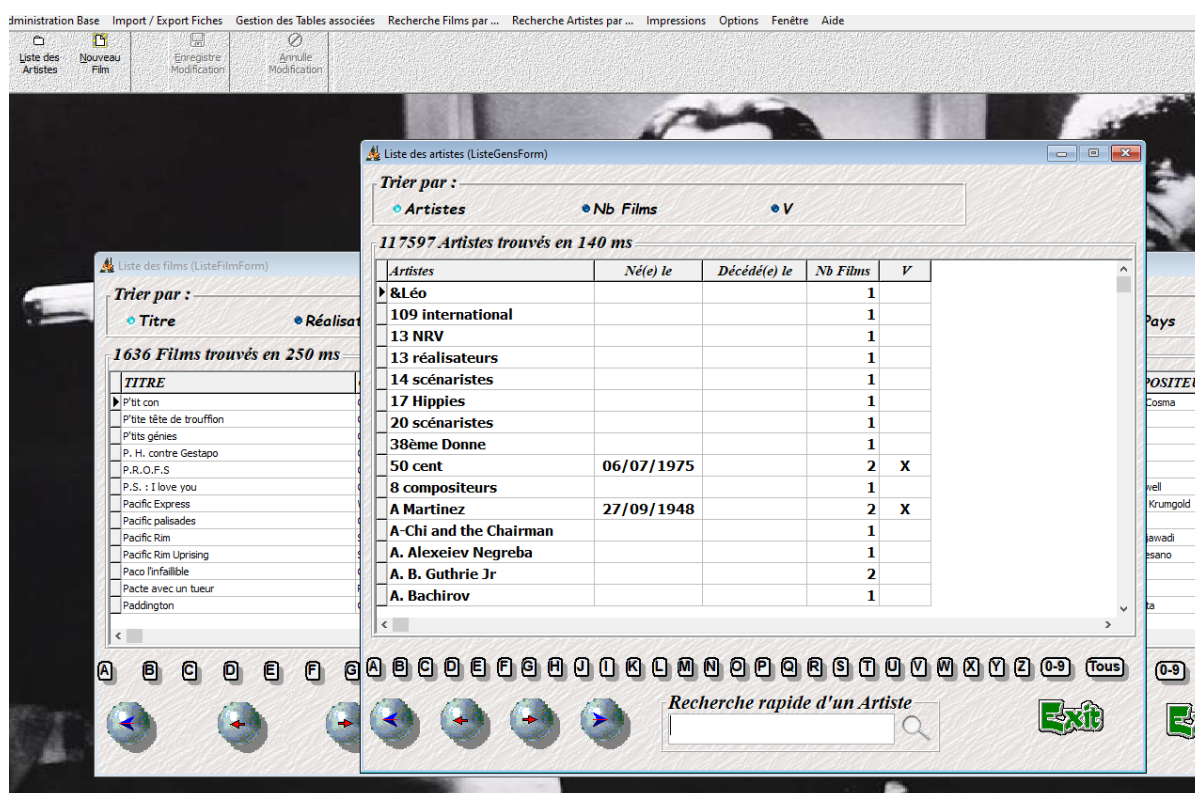 dministration Base Import / Export Fiches Gestion des Tables associées Recherche Films par ... Recherche Artistes par ... Impressions Options Fenêtre Aide
Liste des Artistes
Nouveau Film
Enregistre Modification
Annulle Modification
Liste des artistes (ListeGensForm)
Trier par :
Artistes Nb Films V
117597 Artistes trouvés en 140 ms
Artistes Né(e) le Décédé(e) le Nb Films V
&Léo 1
109 international 1
13 NRV 1
13 réalisateurs 1
14 scénaristes 1
17 Hippies 1
20 scénaristes 1
38ème Donne 1
50 cent 06/07/1975 2 X
8 compositeurs 1
A Martinez 27/09/1948 2 X
A-Chi and the Chairman 1
A. Alexeiev Negreba 1
A. B. Guthrie Jr 2
A. Bachirov 1
A B C D E F G H J I K L M N O P Q R S T U V W X Y Z 0-9 Tous
Recherche rapide d'un Artiste
Exit
Liste des films (ListeFilmForm)
Trier par :
Titre Réalisat
Pays
1636 Films trouvés en 250 ms
TITRE
POSITEU
P'tit con
Cosma
P'tite tête de trouffion
P'tits génies
P. H. contre Gestapo
P.R.O.F.S
P.S. : I love you
well
Pacific Express
Krumgold
Pacific palisades
Pacific Rim
jawadi
Pacific Rim Uprising
esano
Paco l'infaillible
Pacte avec un tueur
Paddington
ta
A B C D E F G
0-9